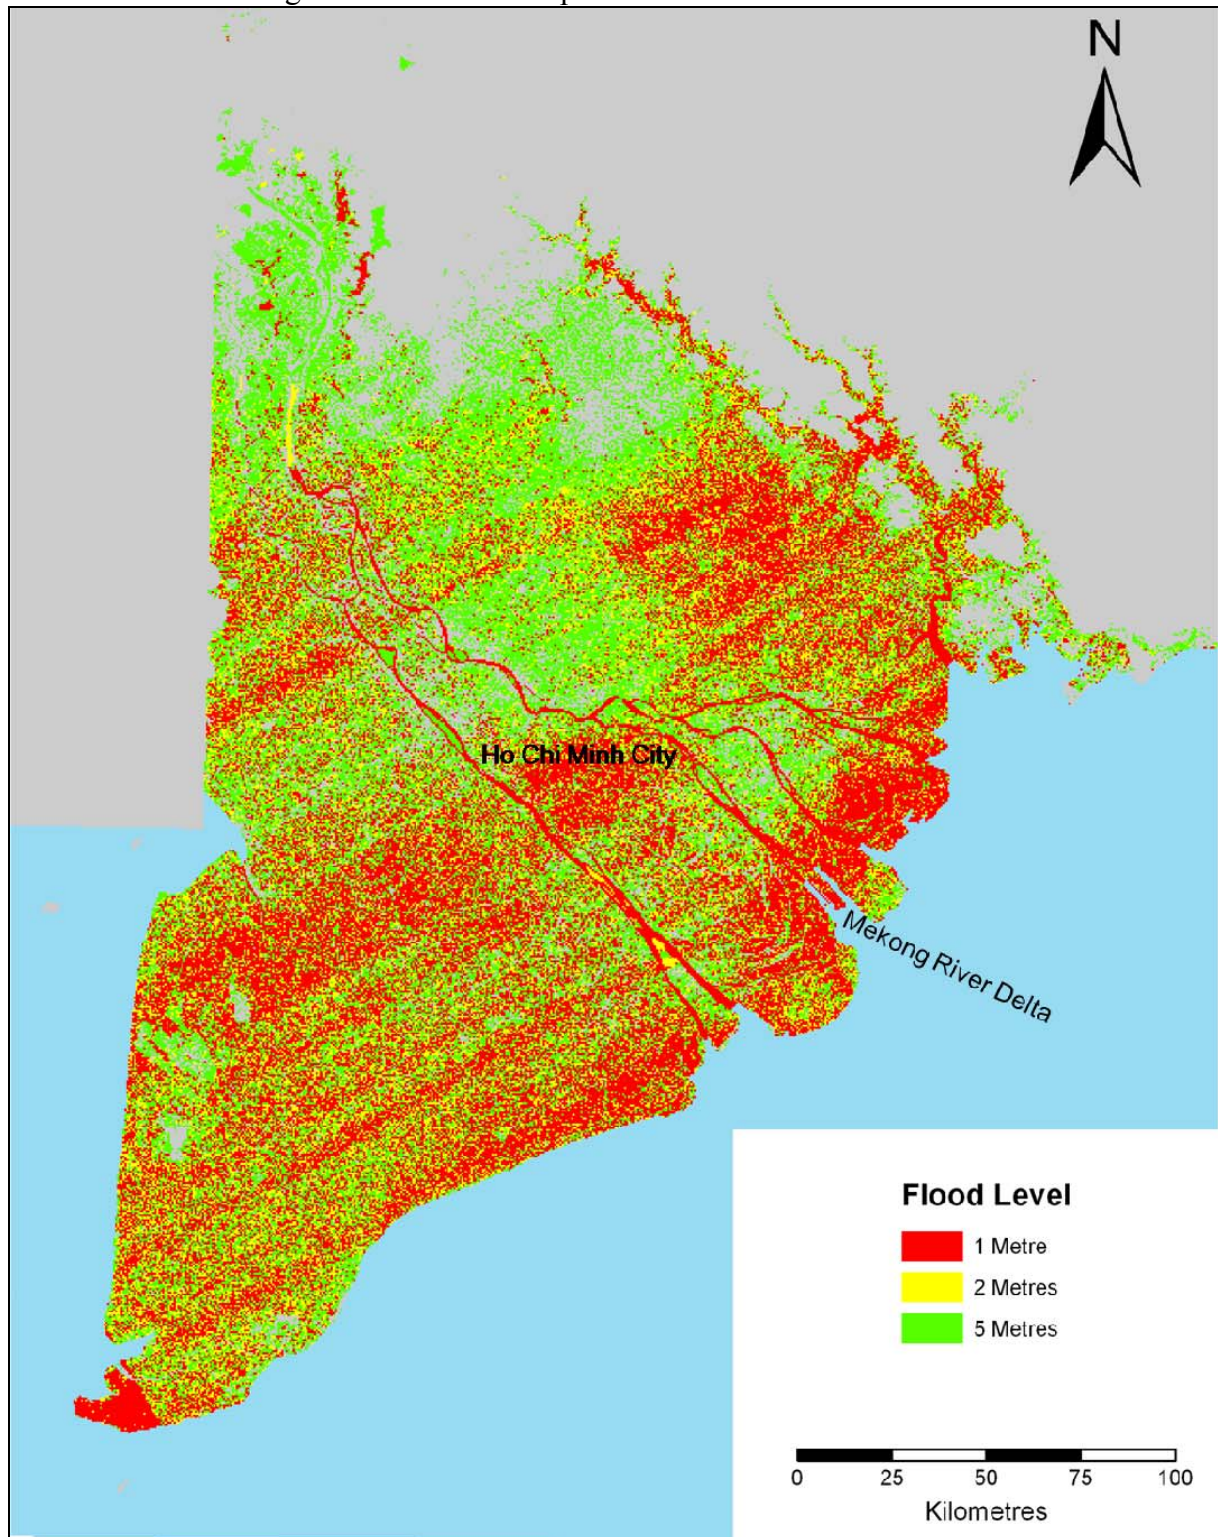 N
Ho Chi Minh City
Mekong River Delta
Flood Level
1 Metre
2 Metres
5 Metres
0 25 50 75 100
Kilometres